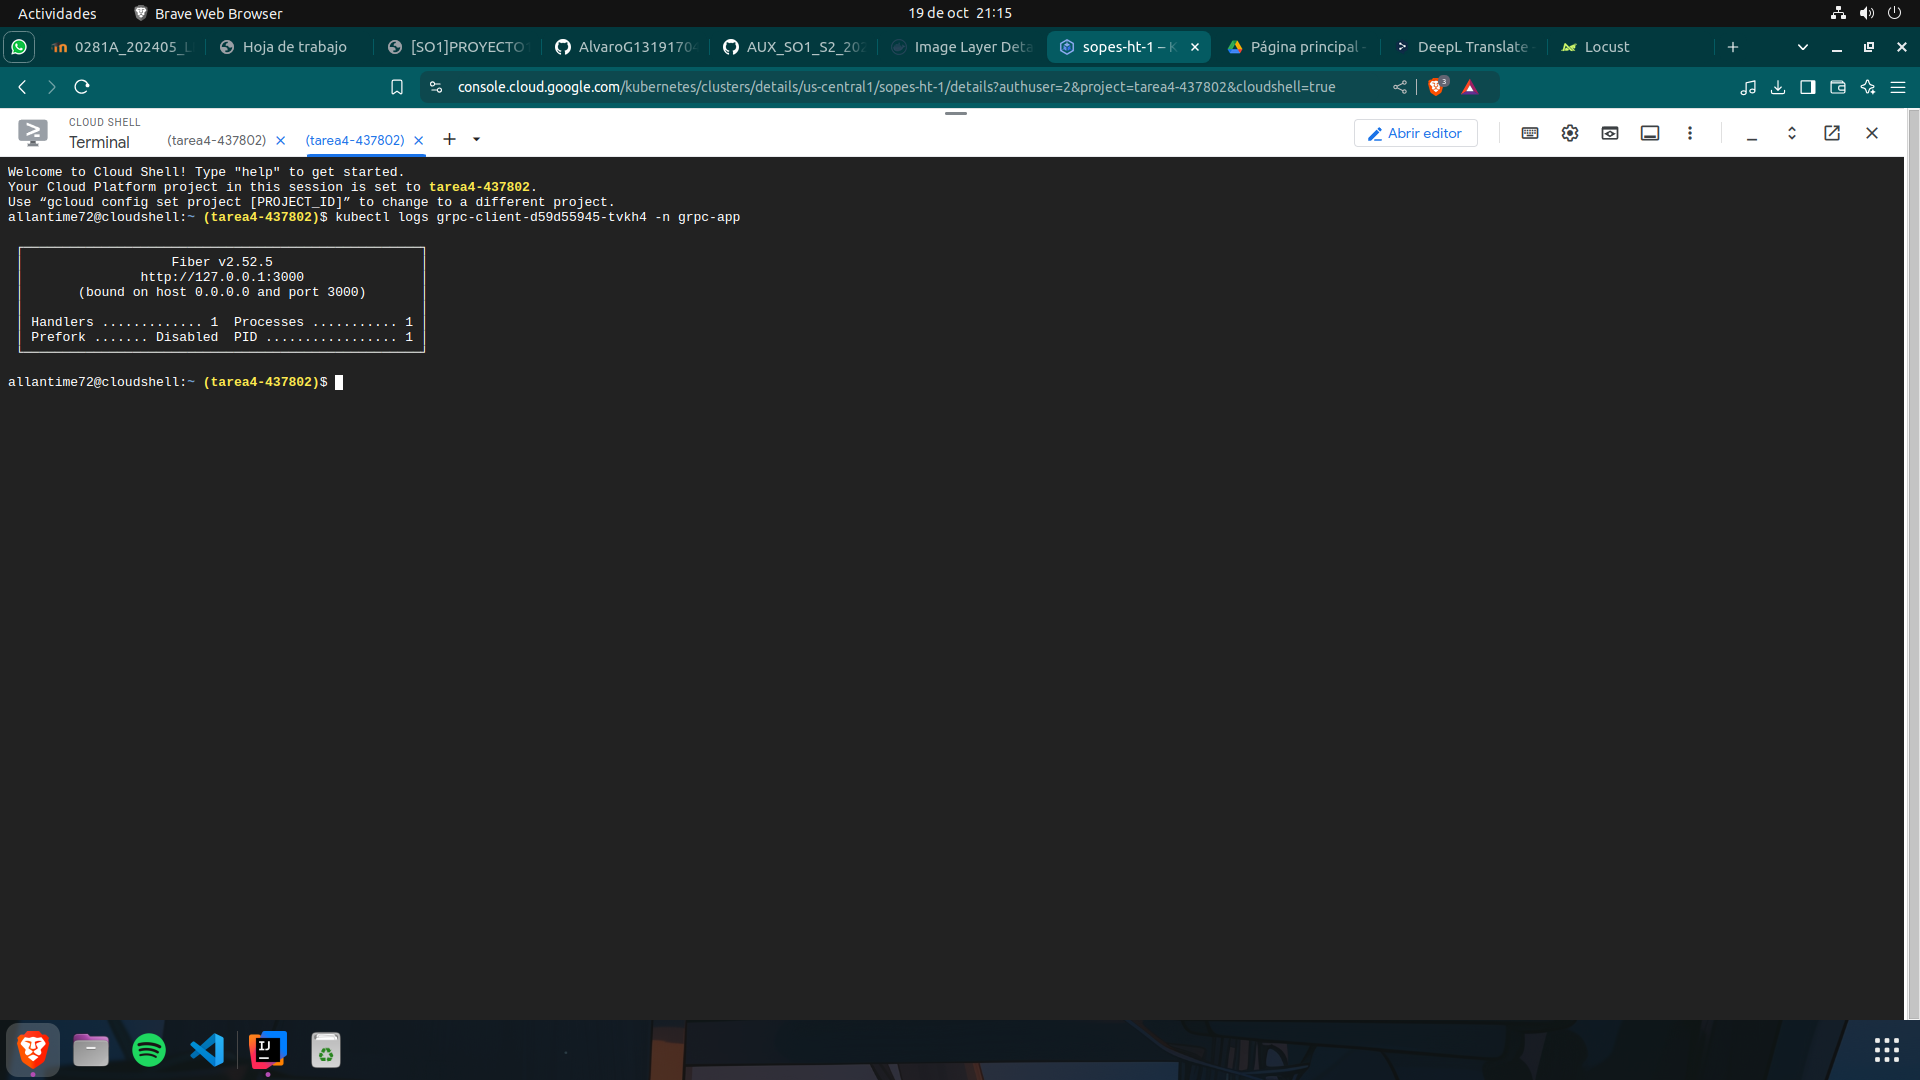 Actividades
Brave Web Browser
19 de oct  21:15
0281A_202405_L
Hoja de trabajo
[SO1]PROYECTO
AlvaroG1319170
AUX_SO1_S2_202
Image Layer Deta
sopes-ht-1 – K
Página principal -
DeepL Translate -
Locust
console.cloud.google.com/kubernetes/clusters/details/us-central1/sopes-ht-1/details?authuser=2&project=tarea4-437802&cloudshell=true
3
CLOUD SHELL
Terminal
(tarea4-437802)
(tarea4-437802)
Abrir editor
Welcome to Cloud Shell! Type "help" to get started.
Your Cloud Platform project in this session is set to tarea4-437802.
Use “gcloud config set project [PROJECT_ID]” to change to a different project.
allantime72@cloudshell:~ (tarea4-437802)$ kubectl logs grpc-client-d59d55945-tvkh4 -n grpc-app
Fiber v2.52.5
http://127.0.0.1:3000
(bound on host 0.0.0.0 and port 3000)
Handlers ............. 1  Processes ........... 1
Prefork ....... Disabled  PID ................. 1
allantime72@cloudshell:~ (tarea4-437802)$
IJ